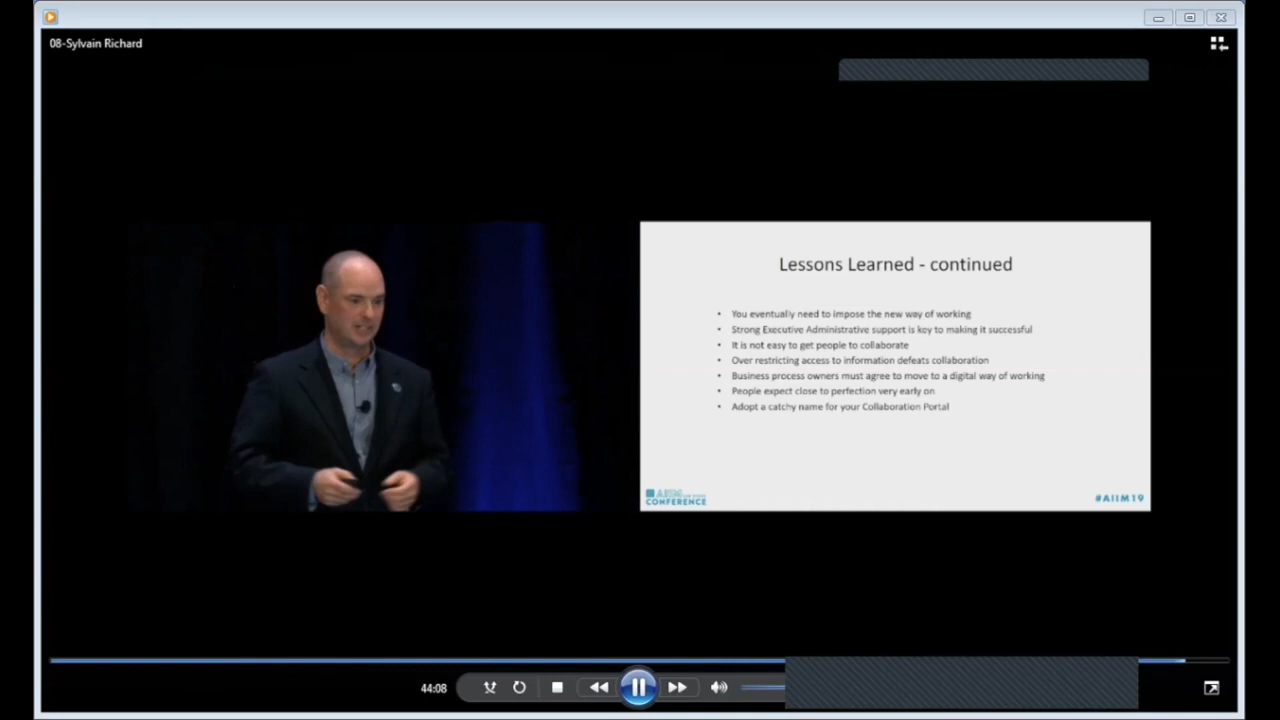 08-Sylvain Richard
Lessons Learned - continued
• You eventually need to impose the new way of working
• Strong Executive Administrative support is key to making it successful
• It is not easy to get people to collaborate
• Over restricting access to information defeats collaboration
• Business process owners must agree to move to a digital way of working
• People expect close to perfection very early on
• Adopt a catchy name for your Collaboration Portal
AIIM
CONFERENCE
#AIIM19
44:08